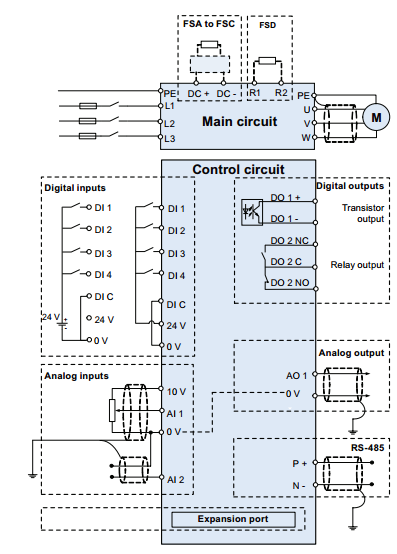 FSA to FSC
FSD
PE DC + DC - R1 R2 PE
L1 U
Main circuit M
L2 V
L3 W
Control circuit
Digital inputs Digital outputs
DI 1 DI 1 DO 1 + Transistor
DO 1 - output
DI 2 DI 2
DO 2 NC
DI 3 DI 3 DO 2 C Relay output
DI 4 DI 4
DO 2 NO
DI C DI C
24 V 24 V 24 V
0 V 0 V
Analog output
Analog inputs AO 1
10 V 0 V
AI 1
0 V
RS-485
P +
AI 2 N -
Expansion port